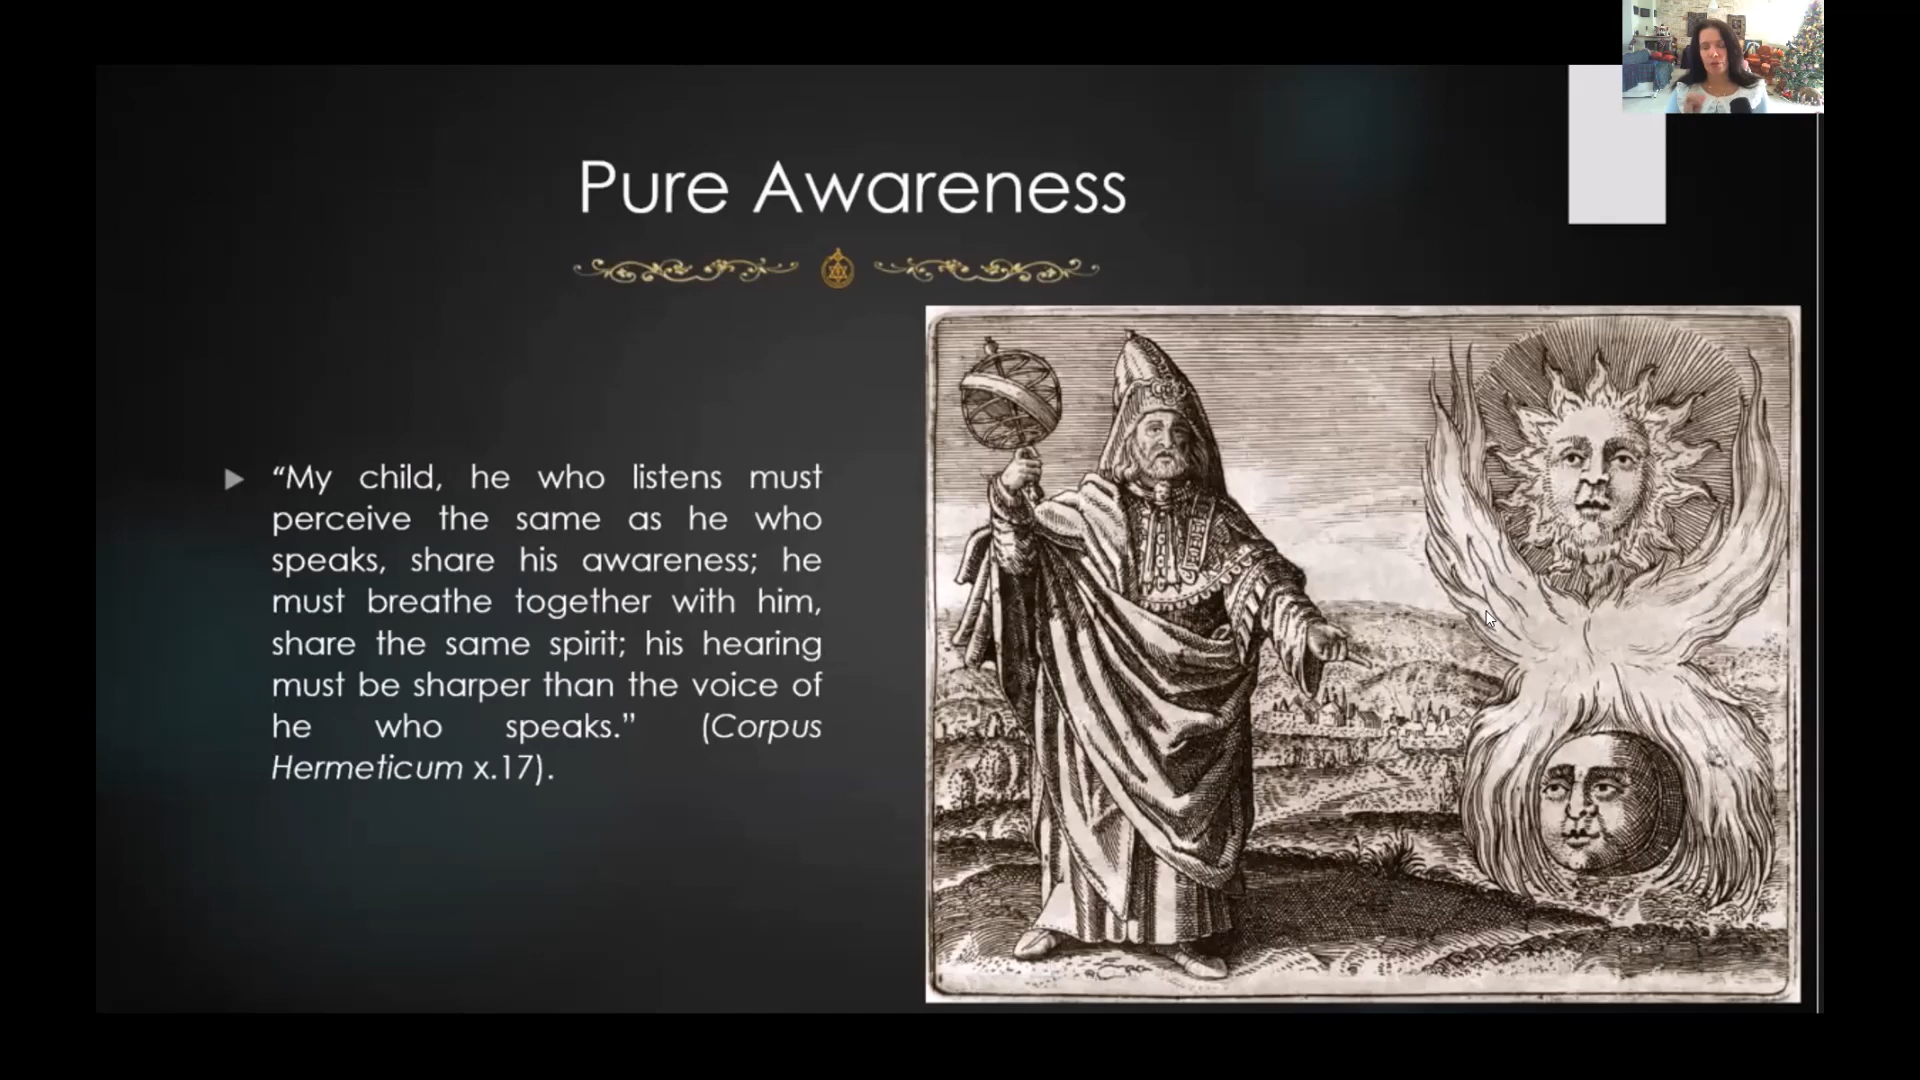 Pure Awareness
“My child, he who listens must
perceive the same as he who
speaks, share his awareness; he
must breathe together with him,
share the same spirit; his hearing
must be sharper than the voice of
he who speaks.” (Corpus
Hermeticum x.17).